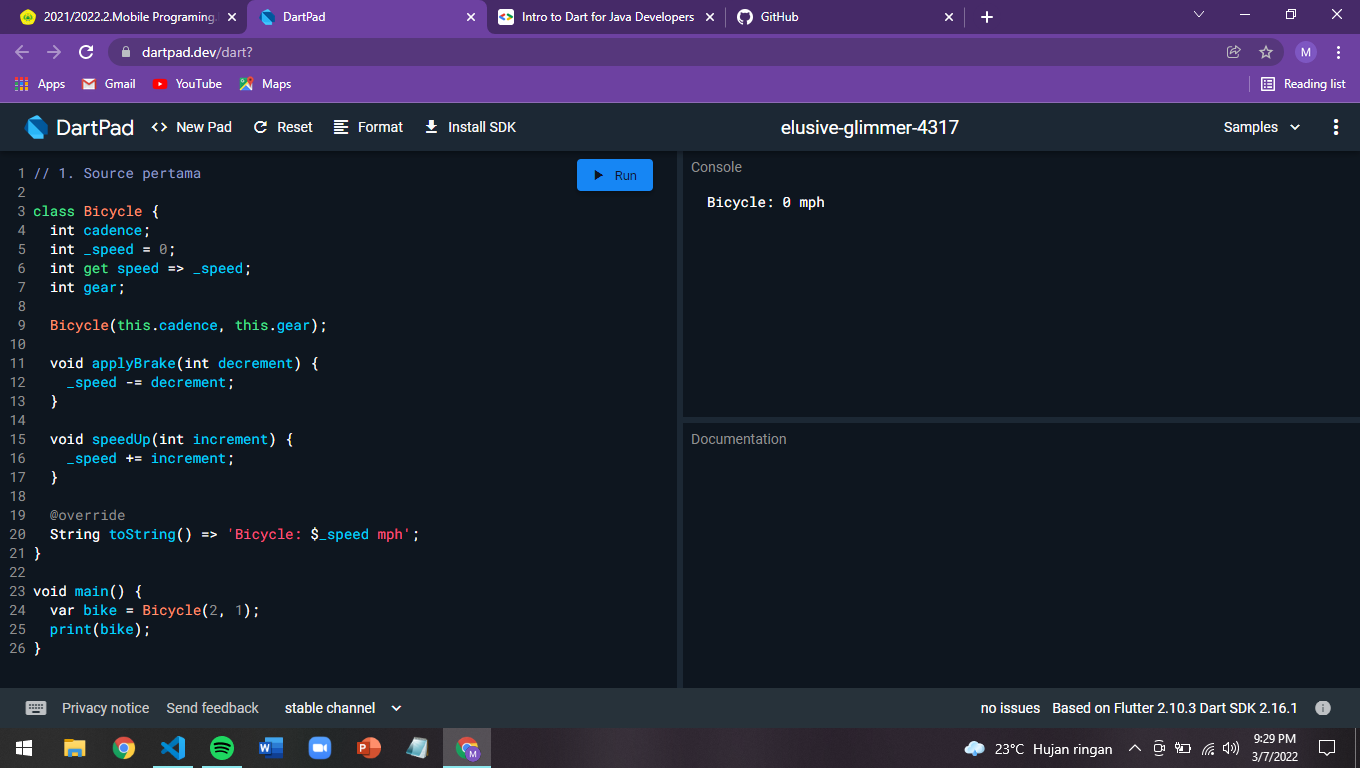 2021/2022.2.Mobile Programing.
DartPad
Intro to Dart for Java Developers
GitHub
dartpad.dev/dart?
M
Apps
Gmail
YouTube
Maps
Reading list
DartPad
<> New Pad
Reset
Format
Install SDK
elusive-glimmer-4317
Samples
1 // 1. Source pertama
2
3 class Bicycle {
4   int cadence;
5   int _speed = 0;
6   int get speed => _speed;
7   int gear;
8
9   Bicycle(this.cadence, this.gear);
10
11   void applyBrake(int decrement) {
12     _speed -= decrement;
13   }
14
15   void speedUp(int increment) {
16     _speed += increment;
17   }
18
19   @override
20   String toString() => 'Bicycle: $_speed mph';
21 }
22
23 void main() {
24   var bike = Bicycle(2, 1);
25   print(bike);
26 }
Run
Console
Bicycle: 0 mph
Documentation
Privacy notice
Send feedback
stable channel
no issues
Based on Flutter 2.10.3 Dart SDK 2.16.1
23°C Hujan ringan
9:29 PM
3/7/2022